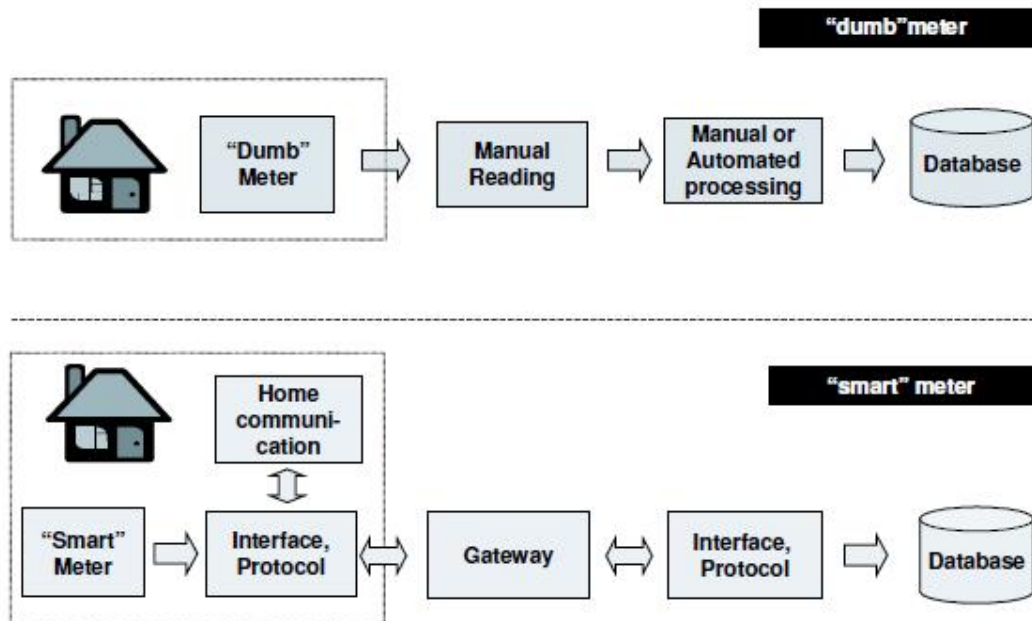 “dumb”meter
“Dumb”
Meter
Manual
Reading
Manual or
Automated
processing
Database
“smart” meter
Home
communi-
cation
“Smart”
Meter
Interface,
Protocol
Gateway
Interface,
Protocol
Database